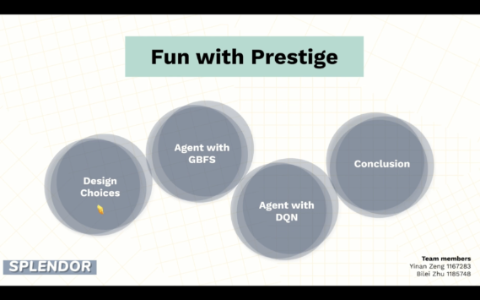 Fun with Prestige
Design
Choices
Agent with
GBFS
Agent with
DQN
Conclusion
SPLENDOR
Team members
Yinan Zeng 1167283
Bilei Zhu 1185748